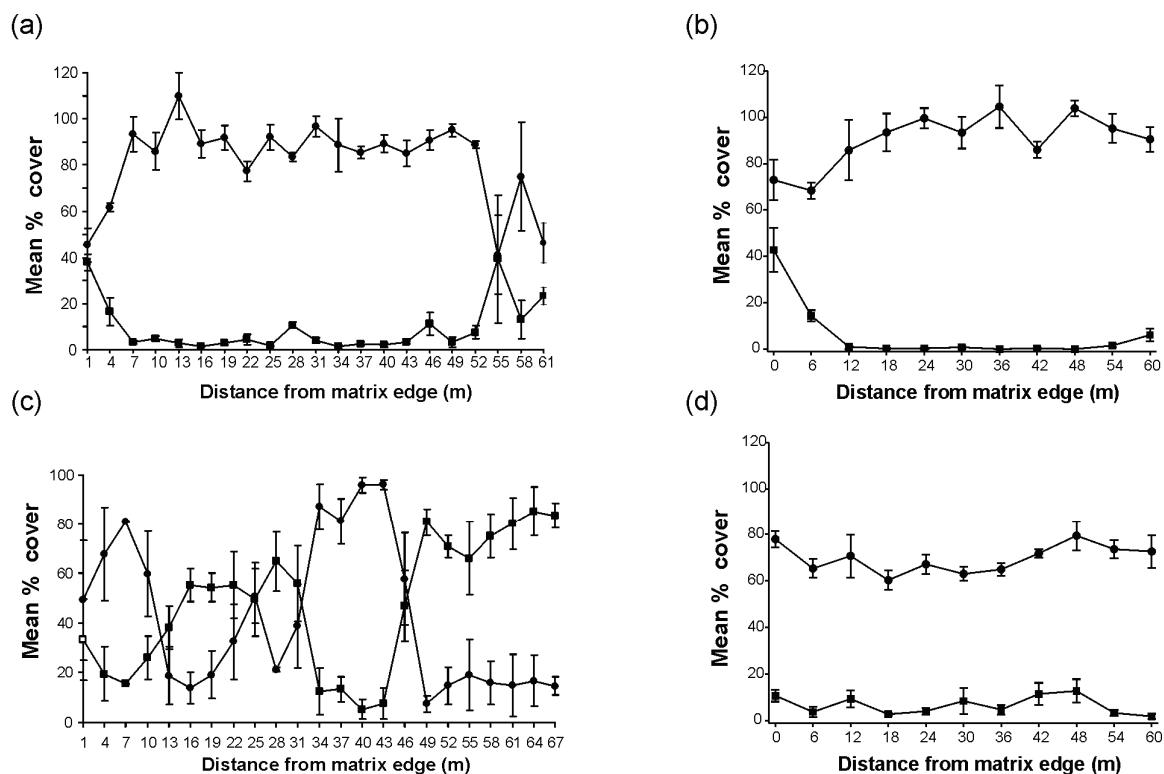 (a)
120
100
80
60
40
20
0
Mean % cover
1 4 7 10 13 16 19 22 25 28 31 34 37 40 43 46 49 52 55 58 61
Distance from matrix edge (m)
(b)
120
100
80
60
40
20
0
Mean % cover
0 6 12 18 24 30 36 42 48 54 60
Distance from matrix edge (m)
(c)
100
80
60
40
20
0
Mean % cover
1 4 7 10 13 16 19 22 25 28 31 34 37 40 43 46 49 52 55 58 61 64 67
Distance from matrix edge (m)
(d)
120
100
80
60
40
20
0
Mean % cover
0 6 12 18 24 30 36 42 48 54 60
Distance from matrix edge (m)